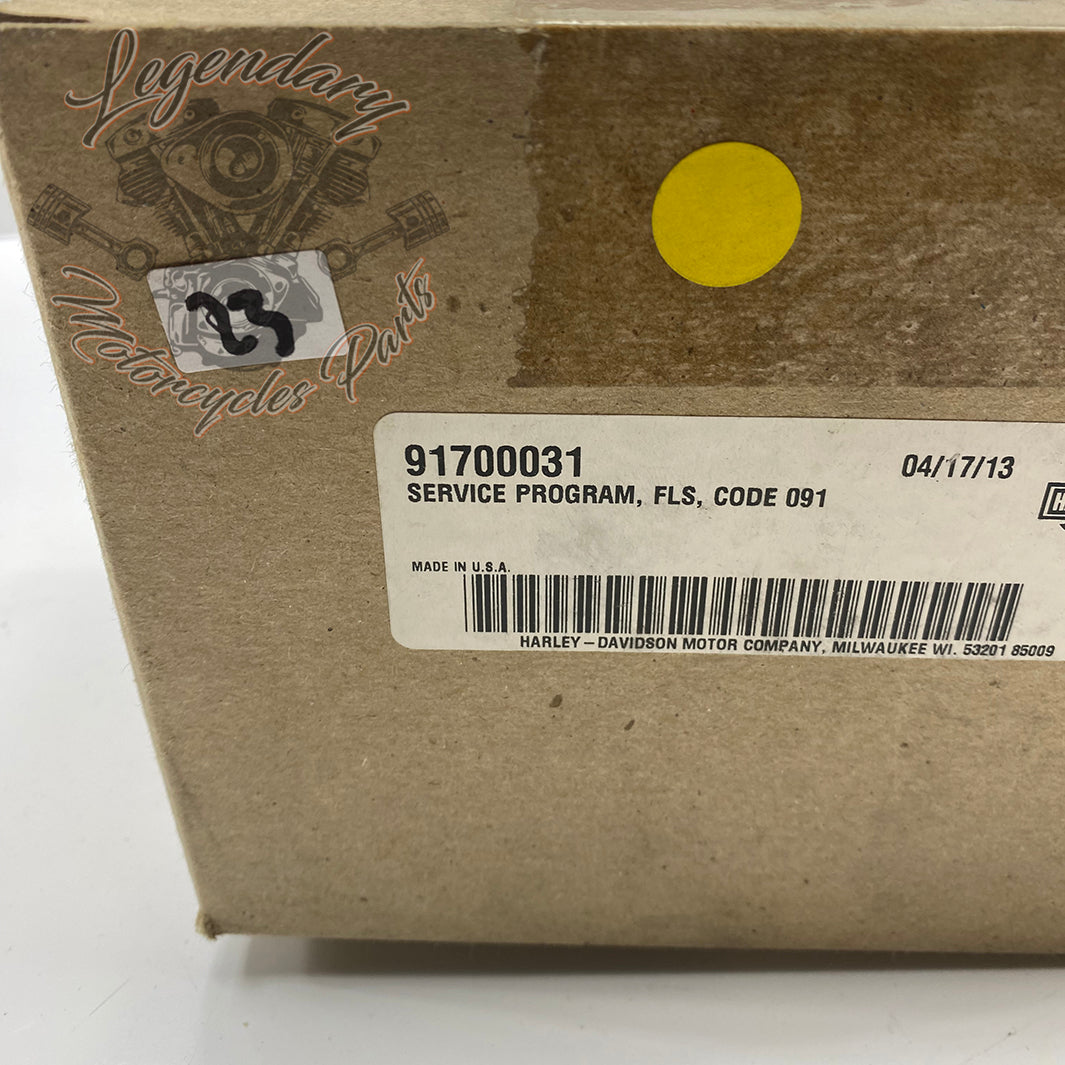 Legendary
Motorcycles Parts
23
91700031 04/17/13
SERVICE PROGRAM, FLS, CODE 091
MADE IN U.S.A.
HARLEY-DAVIDSON MOTOR COMPANY, MILWAUKEE WI. 53201 85009